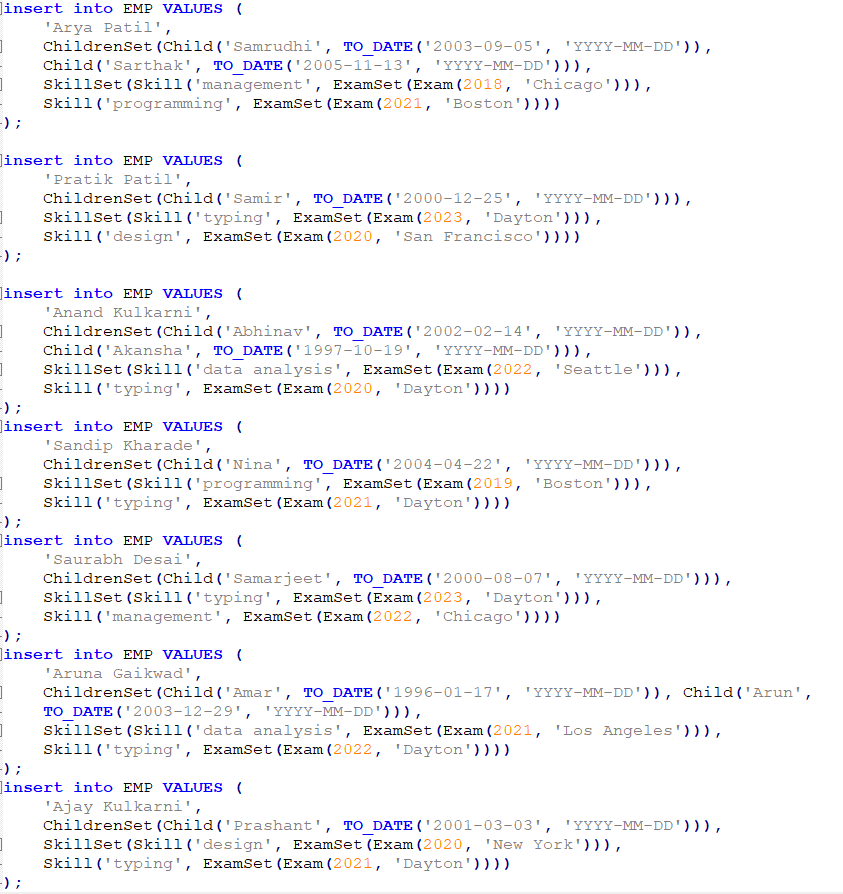 insert into EMP VALUES (
'Arya Patil',
ChildrenSet(Child('Samrudhi', TO_DATE('2003-09-05', 'YYYY-MM-DD')),
Child('Sarthak', TO_DATE('2005-11-13', 'YYYY-MM-DD'))),
SkillSet(Skill('management', ExamSet(Exam(2018, 'Chicago'))),
Skill('programming', ExamSet(Exam(2021, 'Boston'))))
);
insert into EMP VALUES (
'Pratik Patil',
ChildrenSet(Child('Samir', TO_DATE('2000-12-25', 'YYYY-MM-DD'))),
SkillSet(Skill('typing', ExamSet(Exam(2023, 'Dayton'))),
Skill('design', ExamSet(Exam(2020, 'San Francisco'))))
);
insert into EMP VALUES (
'Anand Kulkarni',
ChildrenSet(Child('Abhinav', TO_DATE('2002-02-14', 'YYYY-MM-DD')),
Child('Akansha', TO_DATE('1997-10-19', 'YYYY-MM-DD'))),
SkillSet(Skill('data analysis', ExamSet(Exam(2022, 'Seattle'))),
Skill('typing', ExamSet(Exam(2020, 'Dayton'))))
);
insert into EMP VALUES (
'Sandip Kharade',
ChildrenSet(Child('Nina', TO_DATE('2004-04-22', 'YYYY-MM-DD'))),
SkillSet(Skill('programming', ExamSet(Exam(2019, 'Boston'))),
Skill('typing', ExamSet(Exam(2021, 'Dayton'))))
);
insert into EMP VALUES (
'Saurabh Desai',
ChildrenSet(Child('Samarjeet', TO_DATE('2000-08-07', 'YYYY-MM-DD'))),
SkillSet(Skill('typing', ExamSet(Exam(2023, 'Dayton'))),
Skill('management', ExamSet(Exam(2022, 'Chicago'))))
);
insert into EMP VALUES (
'Aruna Gaikwad',
ChildrenSet(Child('Amar', TO_DATE('1996-01-17', 'YYYY-MM-DD')), Child('Arun',
TO_DATE('2003-12-29', 'YYYY-MM-DD'))),
SkillSet(Skill('data analysis', ExamSet(Exam(2021, 'Los Angeles'))),
Skill('typing', ExamSet(Exam(2022, 'Dayton'))))
);
insert into EMP VALUES (
'Ajay Kulkarni',
ChildrenSet(Child('Prashant', TO_DATE('2001-03-03', 'YYYY-MM-DD'))),
SkillSet(Skill('design', ExamSet(Exam(2020, 'New York'))),
Skill('typing', ExamSet(Exam(2021, 'Dayton'))))
);